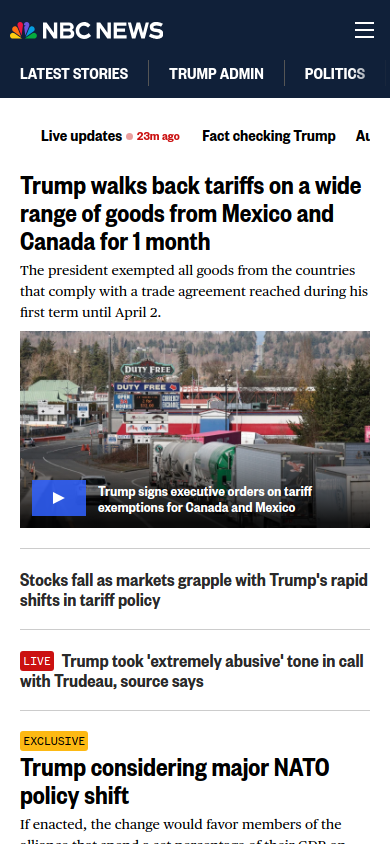 NBC NEWS
LATEST STORIES
TRUMP ADMIN
POLITICS
Live updates 23m ago
Fact checking Trump
Trump walks back tariffs on a wide
range of goods from Mexico and
Canada for 1 month
The president exempted all goods from the countries
that comply with a trade agreement reached during his
first term until April 2.
DUTY FREE
DUTY FREE
Trump signs executive orders on tariff
exemptions for Canada and Mexico
Stocks fall as markets grapple with Trump's rapid
shifts in tariff policy
LIVE Trump took 'extremely abusive' tone in call
with Trudeau, source says
EXCLUSIVE
Trump considering major NATO
policy shift
If enacted, the change would favor members of the